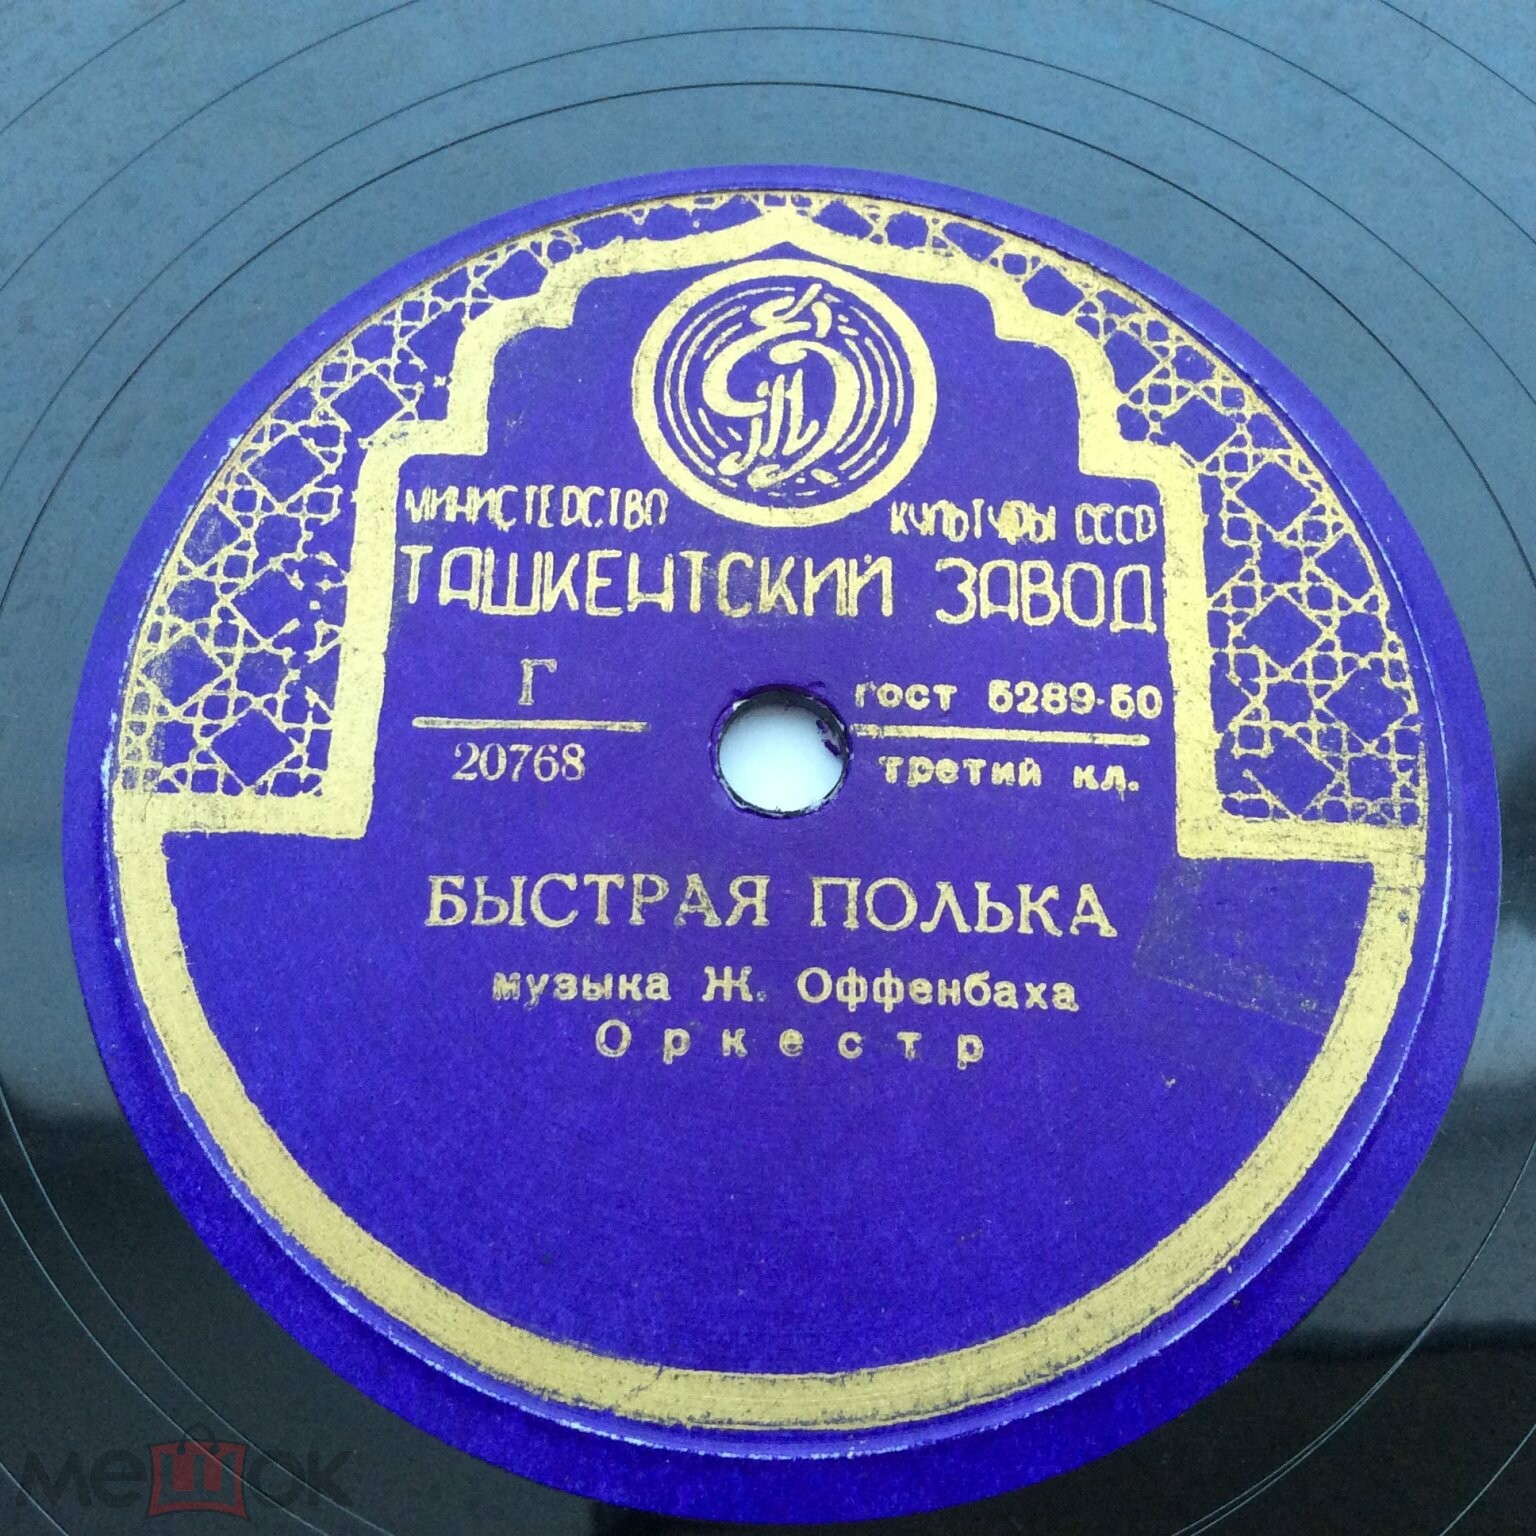 МИНИСТЕРСТВО КУЛЬТУРЫ СССР
ТАШКЕНТСКИЙ ЗАВОД
Г
20768
ГОСТ 5289-50
третий кл.
БЫСТРАЯ ПОЛЬКА
музыка Ж. Оффенбаха
Оркестр
мешок